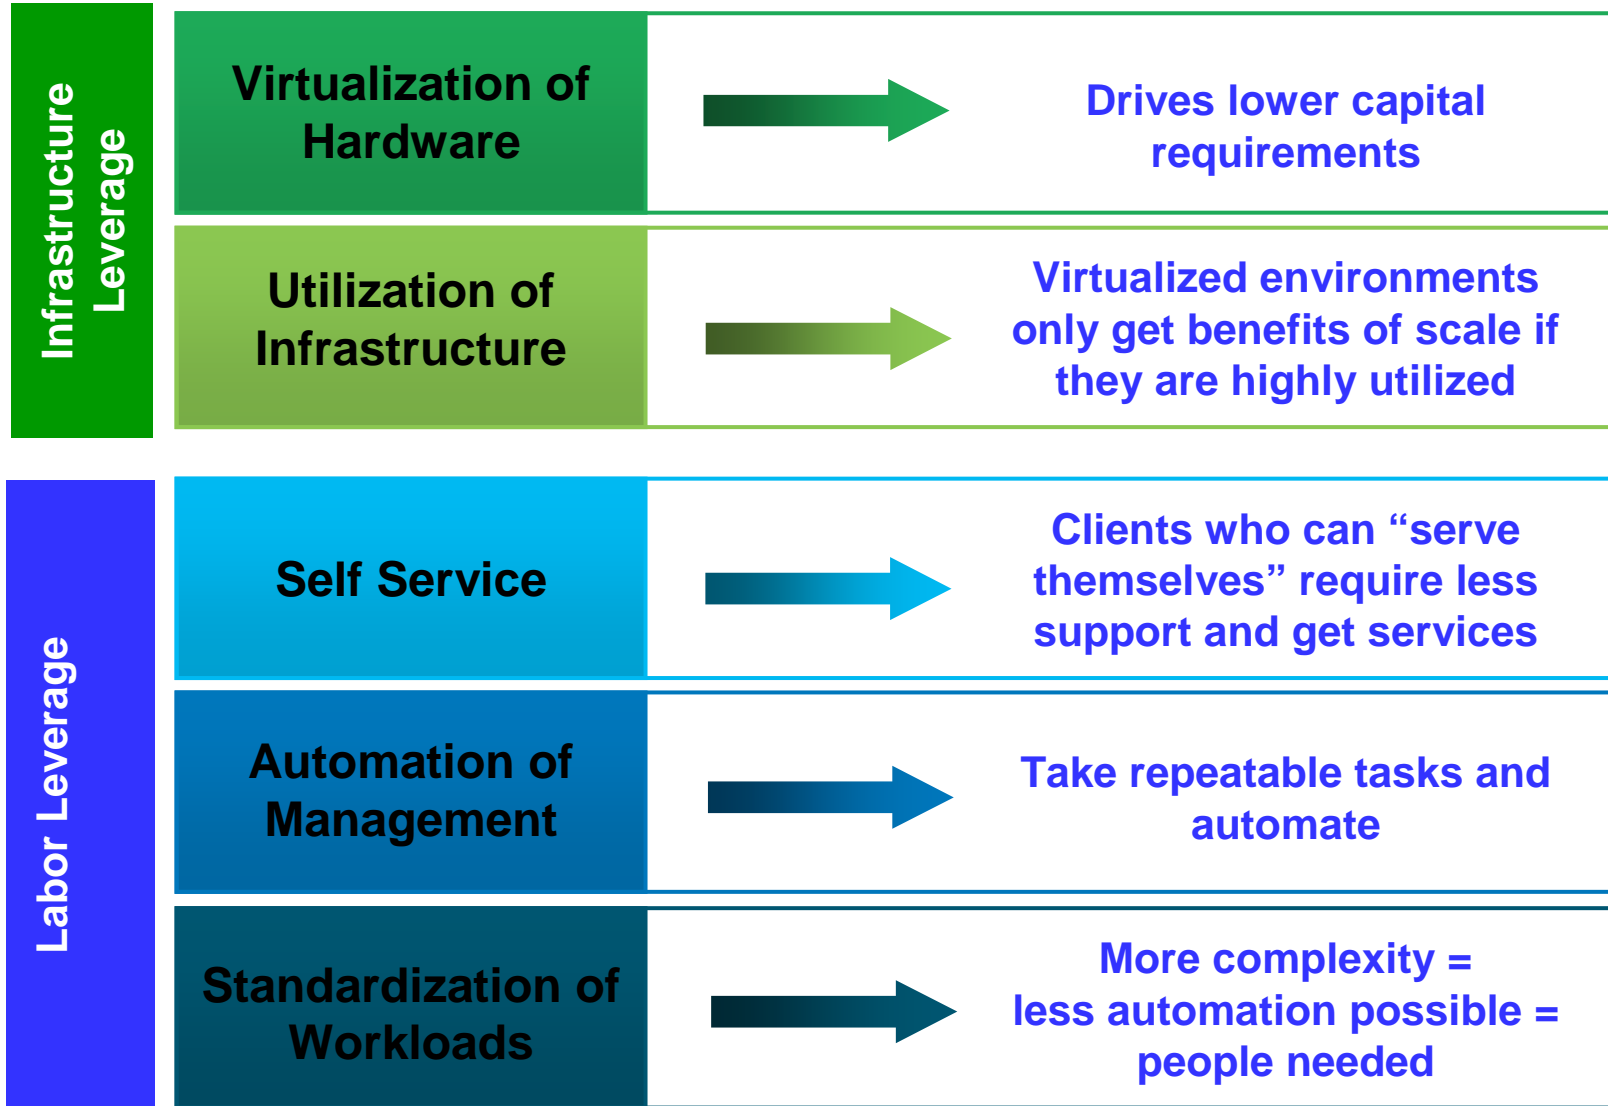 Infrastructure
Leverage
Virtualization of
Hardware
Drives lower capital
requirements
Utilization of
Infrastructure
Virtualized environments
only get benefits of scale if
they are highly utilized
Labor Leverage
Self Service
Clients who can “serve
themselves” require less
support and get services
Automation of
Management
Take repeatable tasks and
automate
Standardization of
Workloads
More complexity =
less automation possible =
people needed